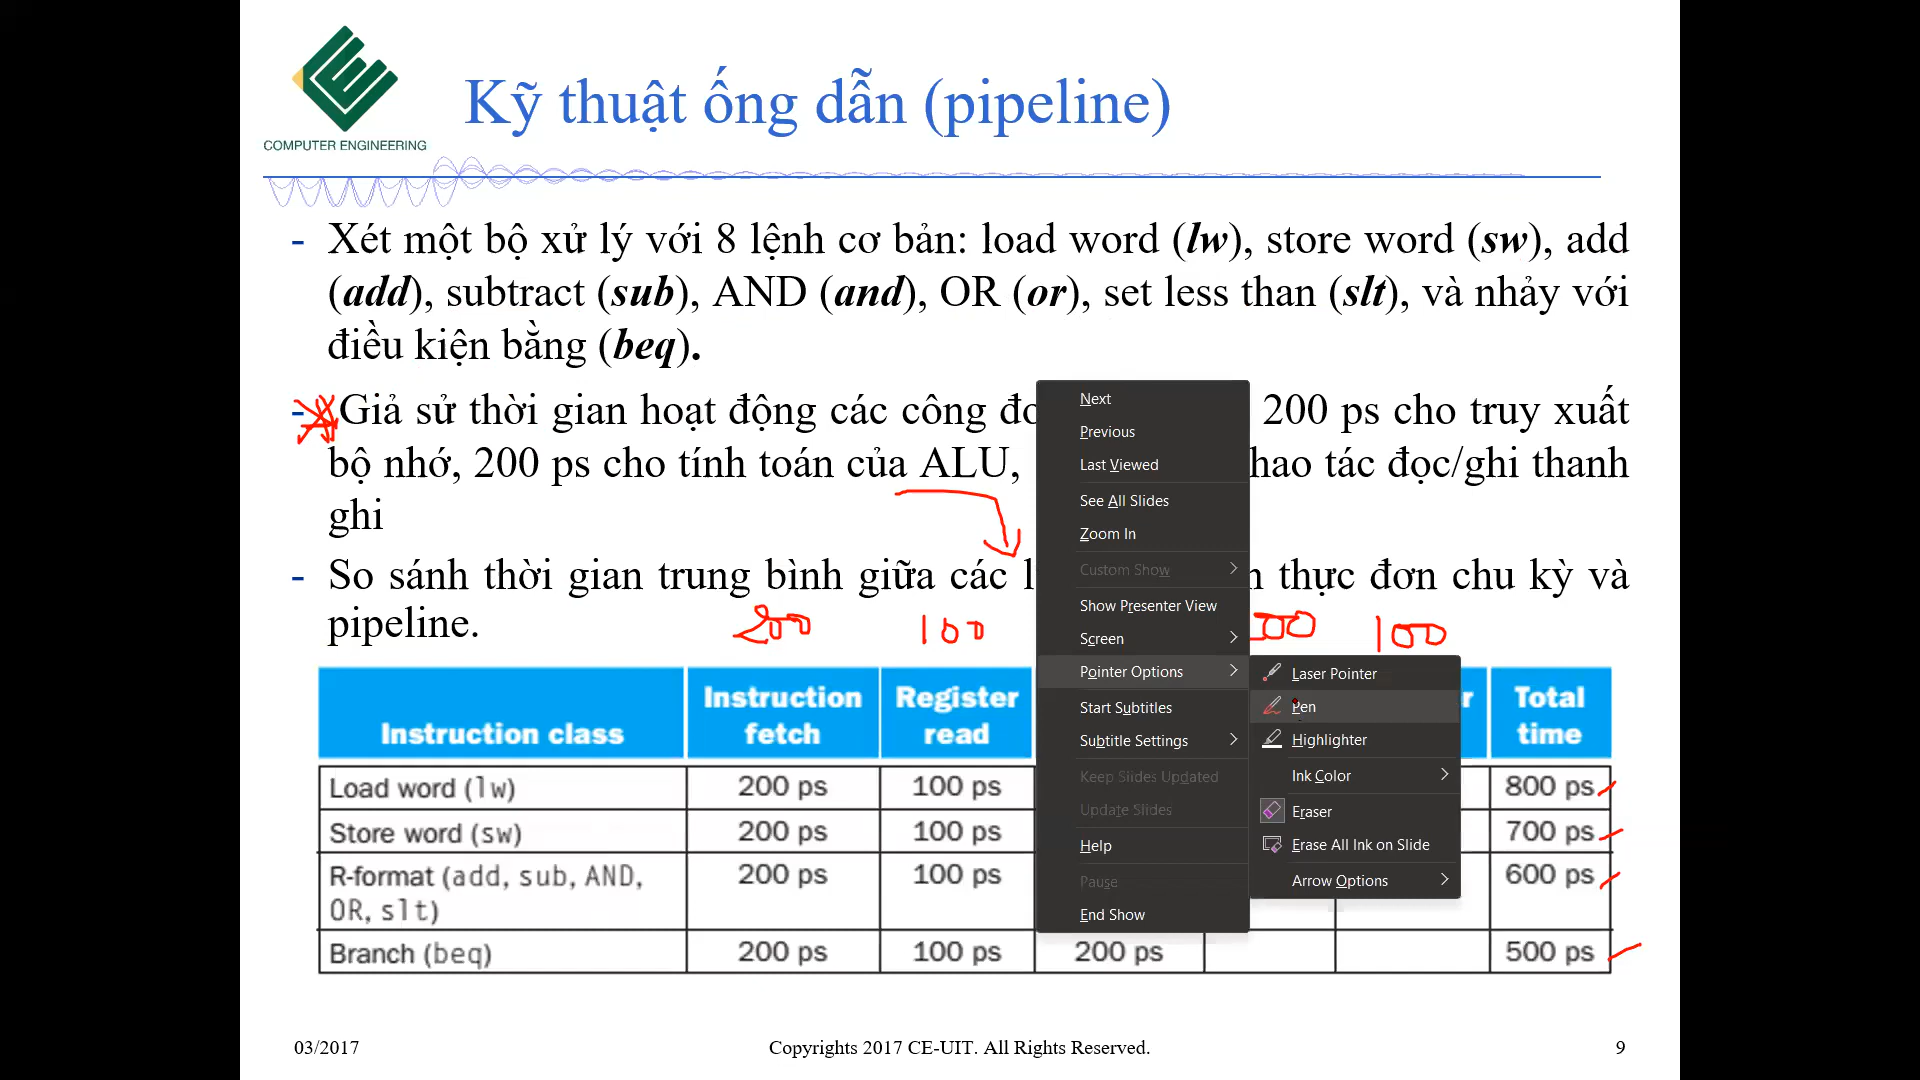 COMPUTER ENGINEERING
Kỹ thuật ống dẫn (pipeline)
- Xét một bộ xử lý với 8 lệnh cơ bản: load word (lw), store word (sw), add
(add), subtract (sub), AND (and), OR (or), set less than (slt), và nhảy với
điều kiện bằng (beq).
- Giả sử thời gian hoạt động các công 200 ps cho truy xuất
bộ nhớ, 200 ps cho tính toán của ALU, đọc/ghi thanh
ghi
- So sánh thời gian trung bình giữa các thực đơn chu kỳ và
pipeline.
200 100 100
Instruction class Instruction fetch Register read Total time
Load word (lw) 200 ps 100 ps 800 ps
Store word (sw) 200 ps 100 ps 700 ps
R-format (add, sub, AND, OR, slt) 200 ps 100 ps 600 ps
Branch (beq) 200 ps 100 ps 200 ps 500 ps
Next
Previous
Last Viewed
See All Slides
Zoom In
Custom Show
Show Presenter View
Screen
Pointer Options
Start Subtitles
Subtitle Settings
Keep Slides Updated
Update Slides
Help
Pause
End Show
Laser Pointer
Pen
Highlighter
Ink Color
Eraser
Erase All Ink on Slide
Arrow Options
03/2017 Copyrights 2017 CE-UIT. All Rights Reserved. 9